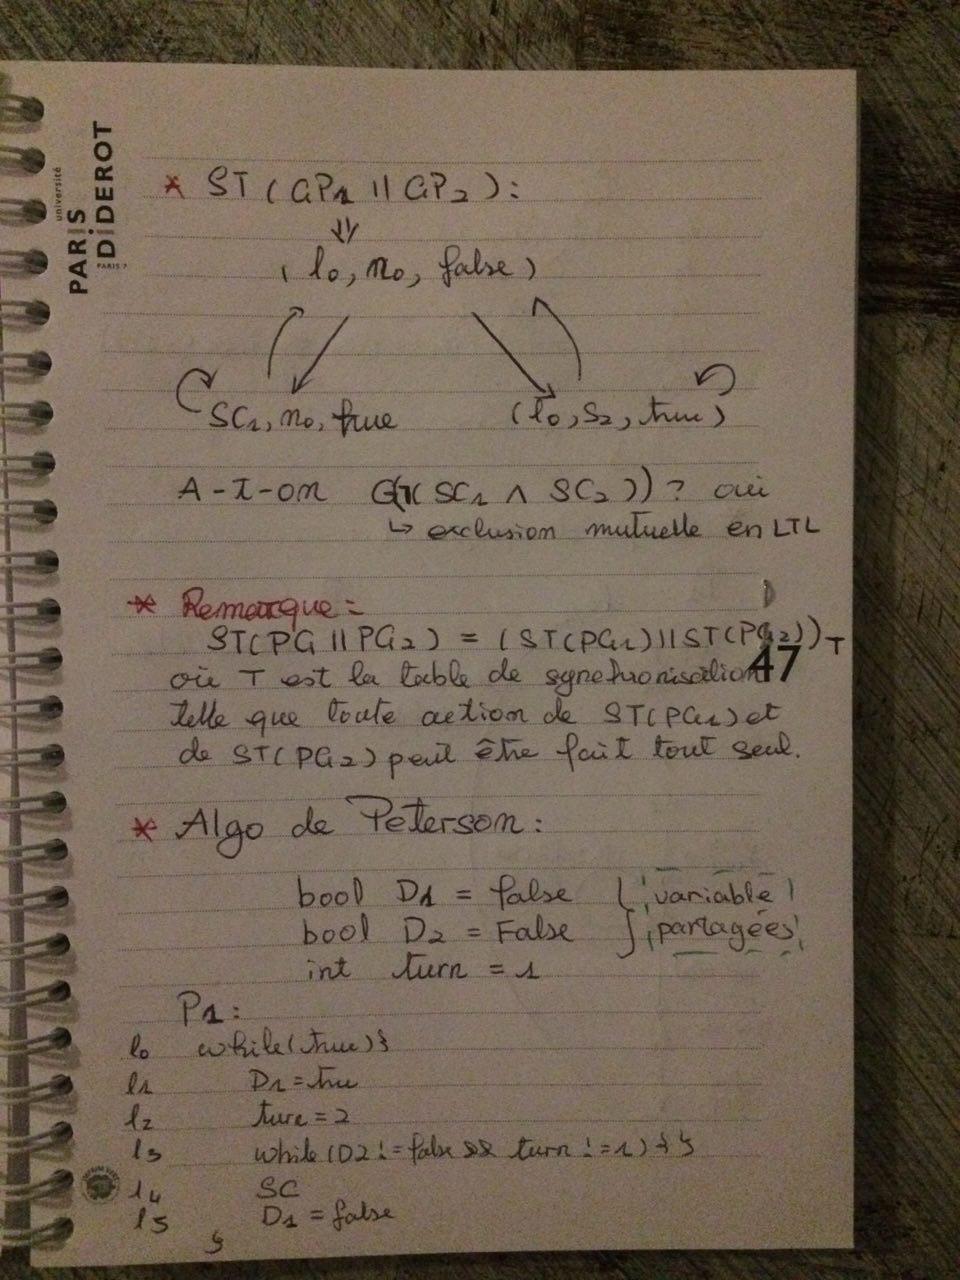 université
PARIS
DiDEROT
PARIS 7
* ST (GP1 || GP2) :
( l0, n0, false )
SC1, n0, true (l0, S2, true)
A-T-on G(¬(SC1 ∧ SC2)) ? oui
↳ exclusion mutuelle en LTL
* Remarque :
ST(PG || PG2) = (ST(PG1) || ST(PG2))T
47
où T est la table de synchronisation
telle que toute action de ST(PG1) et
de ST(PG2) peut être fait tout seul.
* Algo de Peterson :
bool D1 = false } variable
bool D2 = False } partagées
int turn = 1
P1 :
l0 while(true){
l1 D1 = tru
l2 ture = 2
l3 while (D2 != false && turn != 1) { }
l4 SC
l5 D1 = false
}